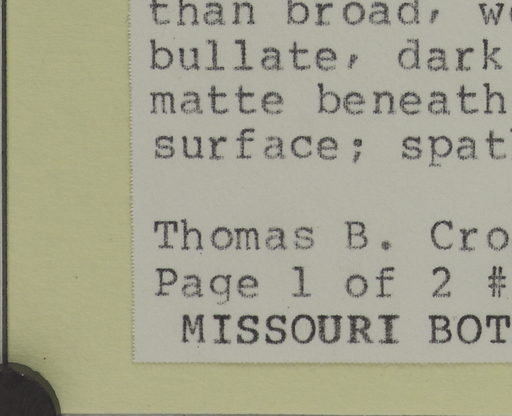 than broad, w
bullate, dark
matte beneath
surface; spat
Thomas B. Cro
Page 1 of 2 #
MISSOURI BOT